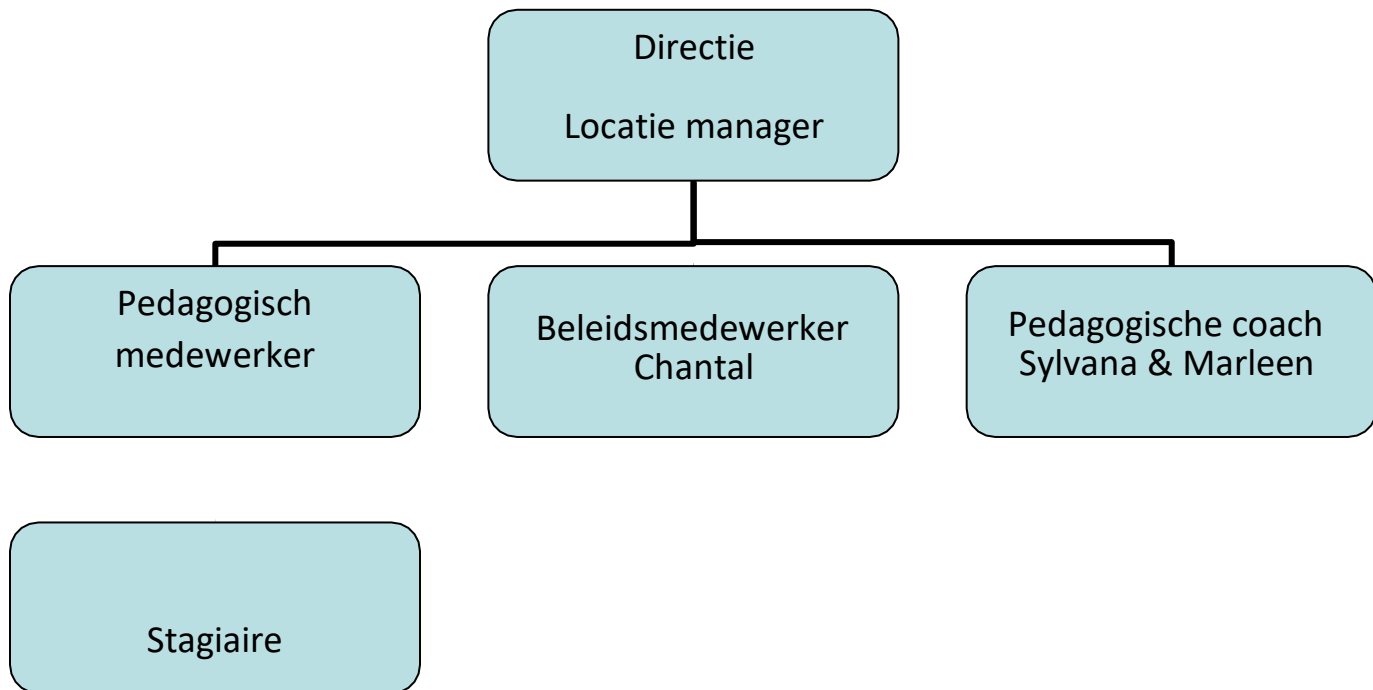 Directie
Locatie manager
Pedagogisch
medewerker
Beleidsmedewerker
Chantal
Pedagogische coach
Sylvana & Marleen
Stagiaire